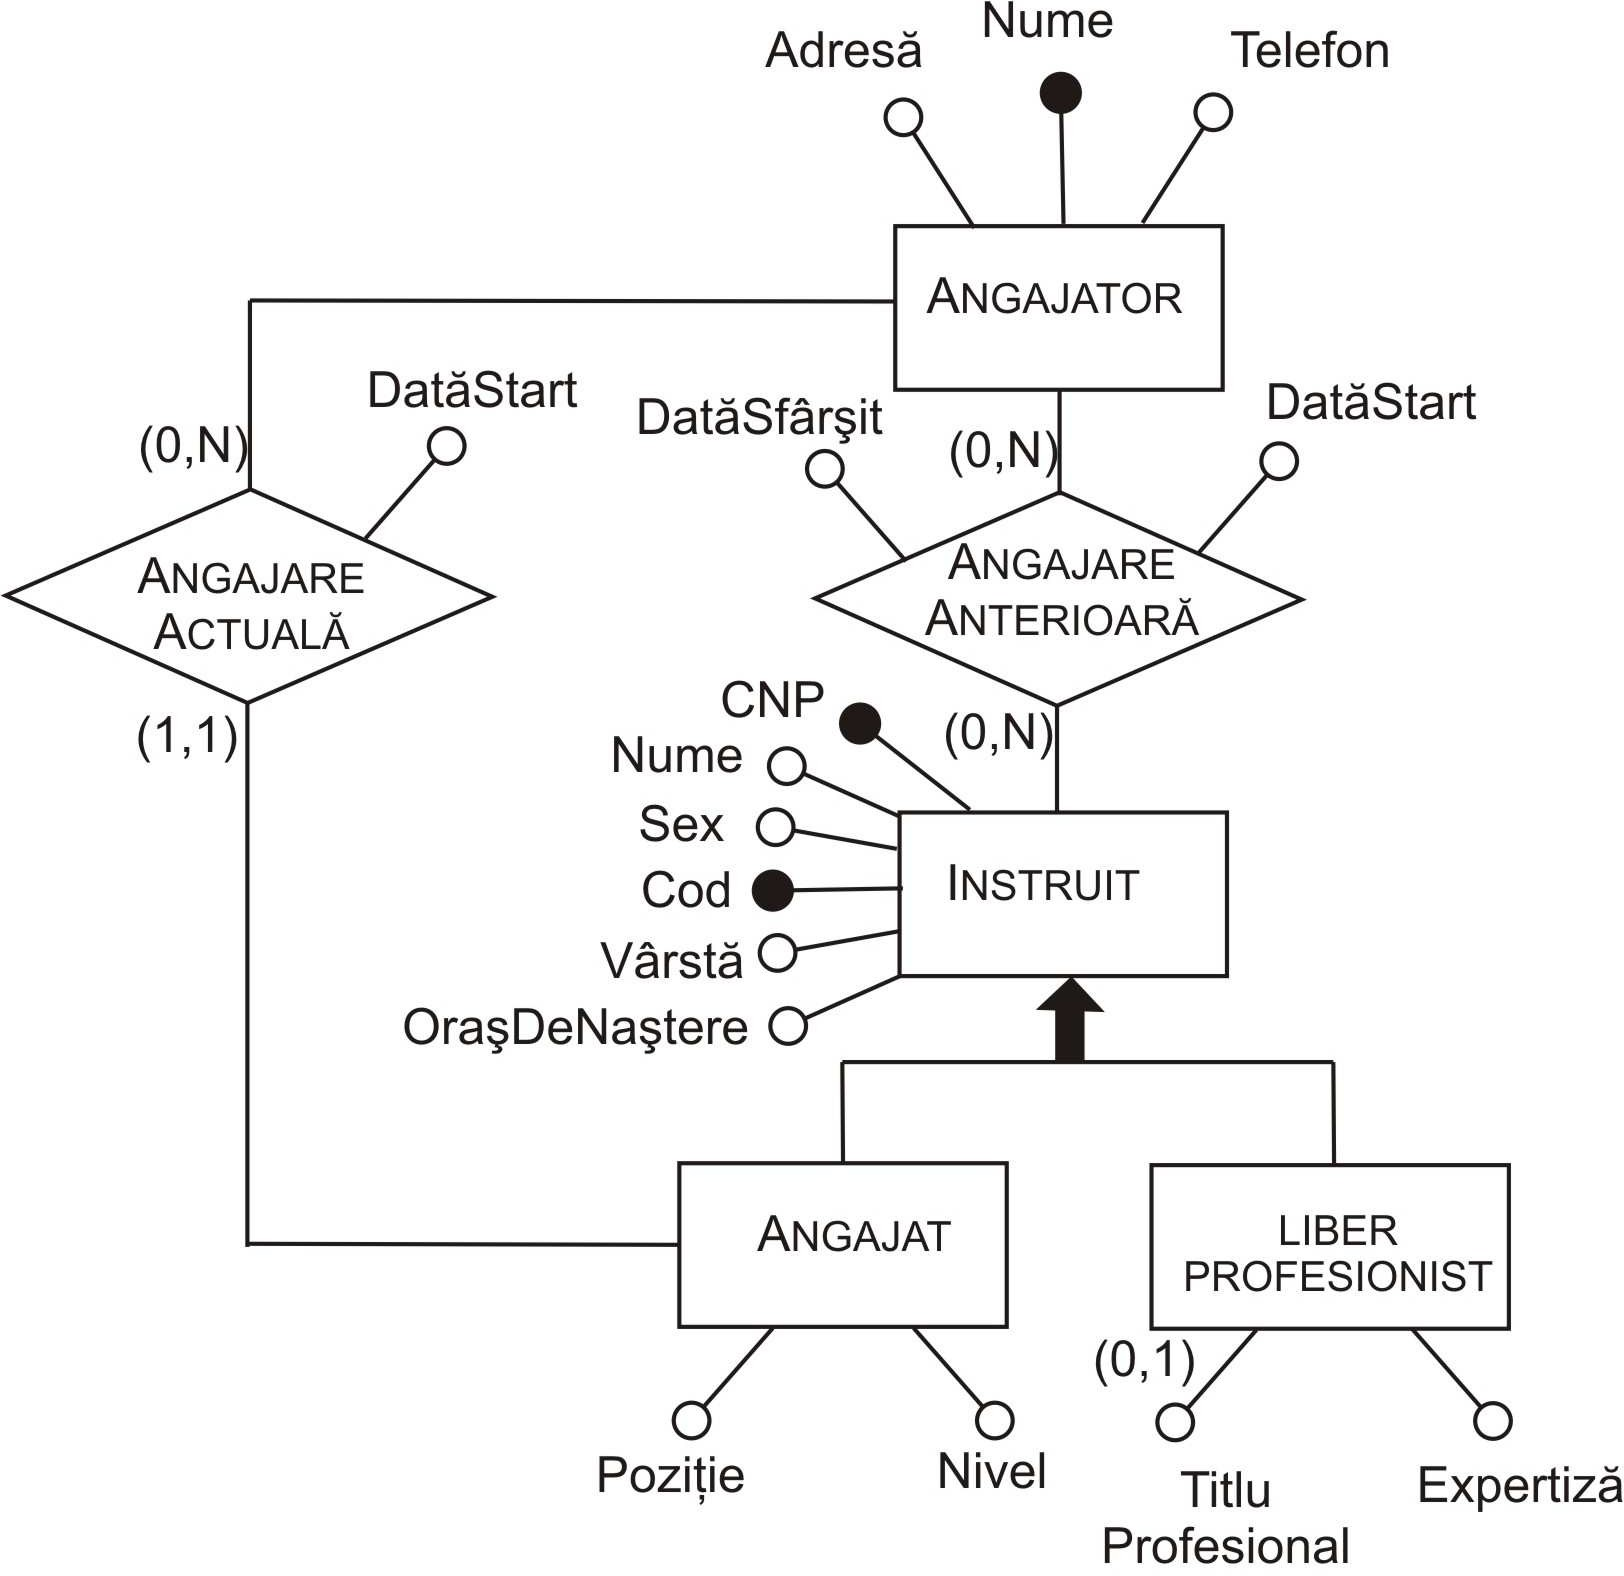 Nume
Adresă
Telefon
ANGAJATOR
DatăStart
DatăSfârşit
DatăStart
(0,N)
(0,N)
ANGAJARE
ACTUALĂ
ANGAJARE
ANTERIOARĂ
(1,1)
CNP
(0,N)
Nume
Sex
Cod
INSTRUIT
Vârstă
OraşDeNaştere
ANGAJAT
LIBER
PROFESIONIST
(0,1)
Poziție
Nivel
Titlu
Profesional
Expertiză